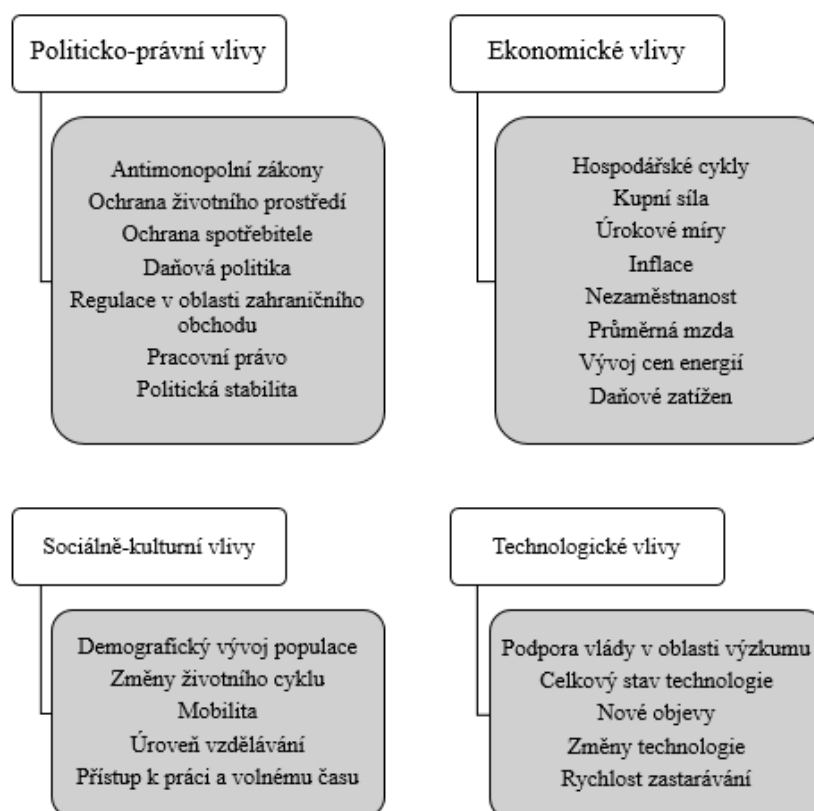 Politicko-právní vlivy
Antimonopolní zákony
Ochrana životního prostředí
Ochrana spotřebitele
Daňová politika
Regulace v oblasti zahraničního
obchodu
Pracovní právo
Politická stabilita
Ekonomické vlivy
Hospodářské cykly
Kupní síla
Úrokové míry
Inflace
Nezaměstnanost
Průměrná mzda
Vývoj cen energií
Daňové zatížen
Sociálně-kulturní vlivy
Demografický vývoj populace
Změny životního cyklu
Mobilita
Úroveň vzdělávání
Přístup k práci a volnému času
Technologické vlivy
Podpora vlády v oblasti výzkumu
Celkový stav technologie
Nové objevy
Změny technologie
Rychlost zastarávání